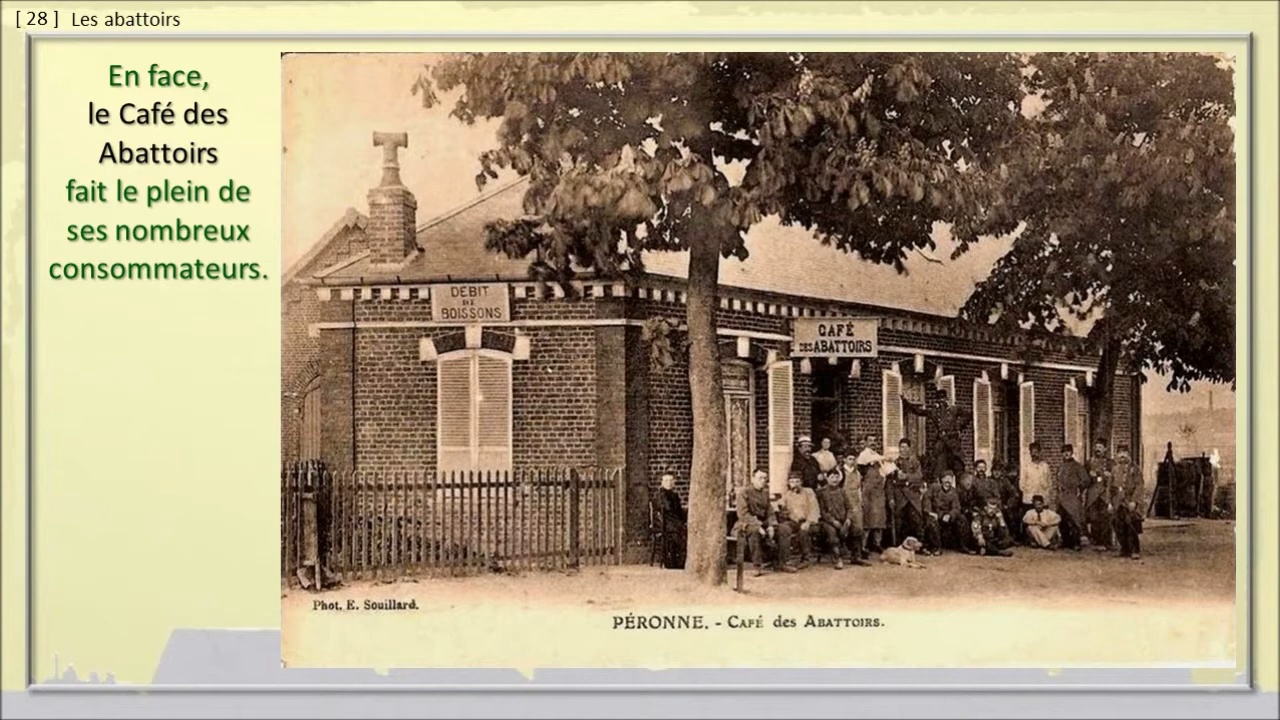 [ 28 ] Les abattoirs
En face,
le Café des
Abattoirs
fait le plein de
ses nombreux
consommateurs.
DEBIT
DE
BOISSONS
CAFÉ
DES ABATTOIRS
Phot. E. Souillard.
PÉRONNE. - CAFÉ des ABATTOIRS.